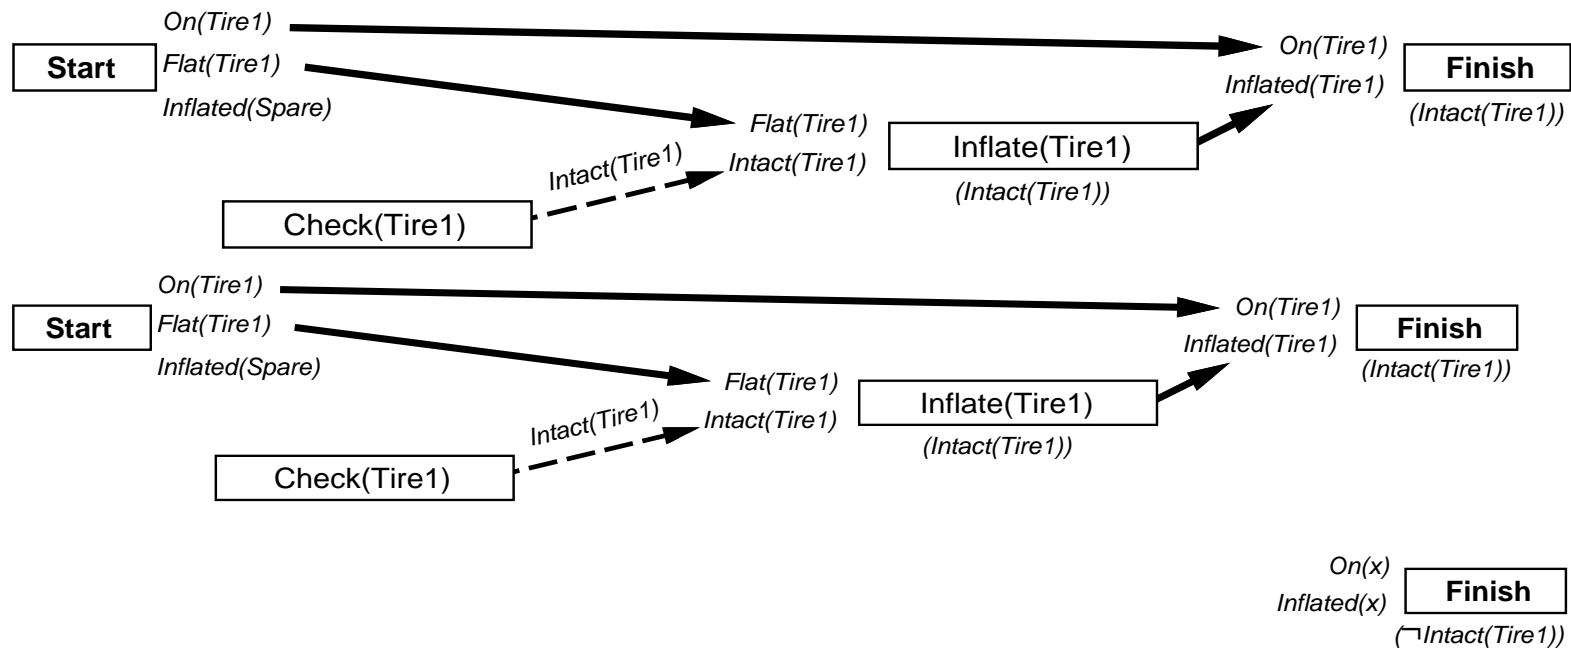 On(Tire1)
Start
Flat(Tire1)
Inflated(Spare)
On(Tire1)
Inflated(Tire1)
Finish
(Intact(Tire1))
Flat(Tire1)
Intact(Tire1)
Inflate(Tire1)
(Intact(Tire1))
Intact(Tire1)
Check(Tire1)
On(Tire1)
Start
Flat(Tire1)
Inflated(Spare)
On(Tire1)
Inflated(Tire1)
Finish
(Intact(Tire1))
Flat(Tire1)
Intact(Tire1)
Inflate(Tire1)
(Intact(Tire1))
Intact(Tire1)
Check(Tire1)
On(x)
Inflated(x)
Finish
(¬Intact(Tire1))